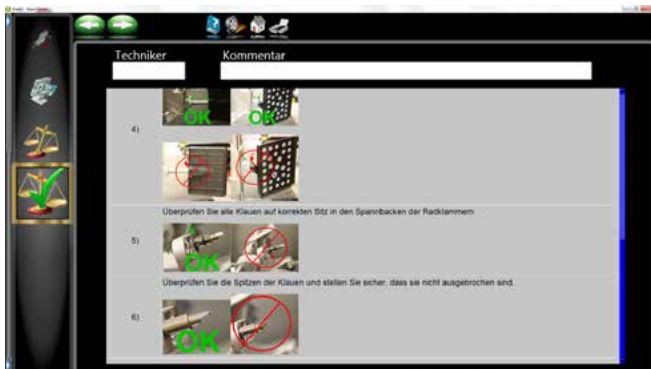 Techniker Kommentar
OK OK
4)
Überprüfen Sie alle Klauen auf korrekten Sitz in den Spannbacken der Radklammern
5)
OK
Überprüfen Sie die Spitzen der Klauen und stellen Sie sicher, dass sie nicht ausgebrochen sind.
6)
OK